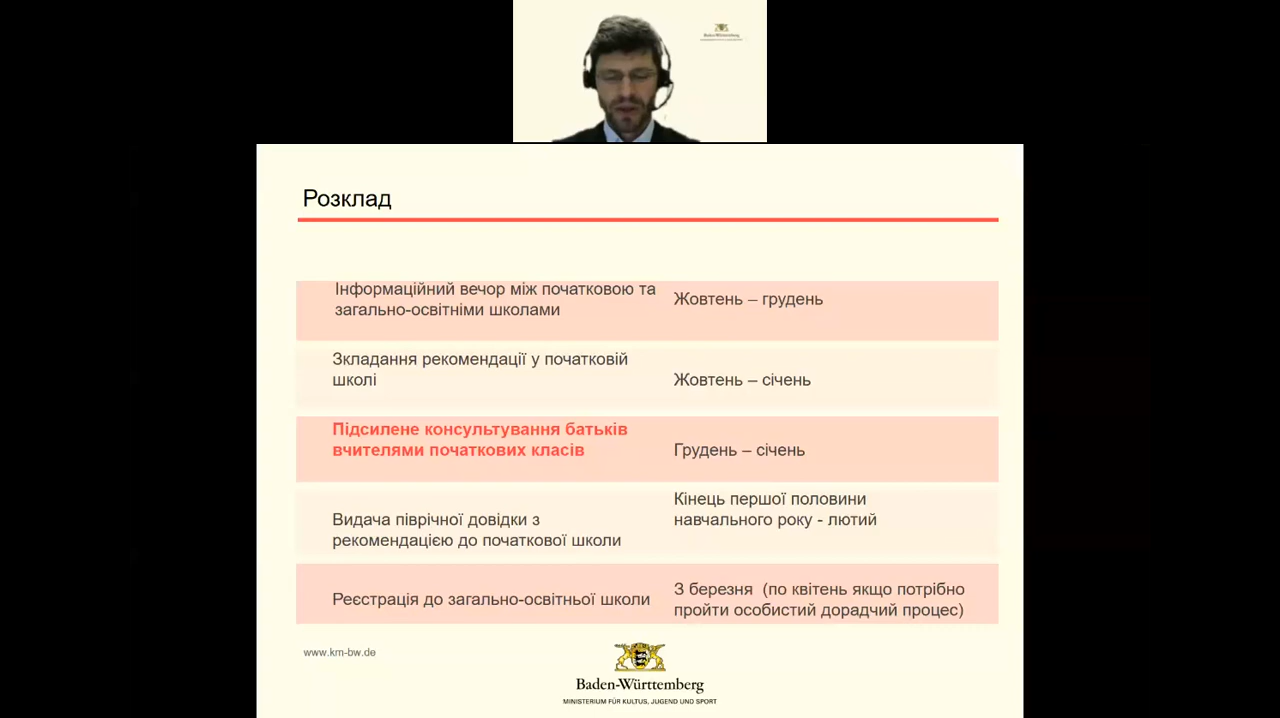 Baden-Württemberg
Розклад
Інформаційний вечор між початковою та
загально-освітніми школами
Жовтень – грудень
Зкладання рекомендації у початковій
школі
Жовтень – січень
Підсилене консультування батьків
вчителями початкових класів
Грудень – січень
Видача піврічної довідки з
рекомендацією до початкової школи
Кінець першої половини
навчального року - лютий
Реєстрація до загально-освітньої школи
З березня (по квітень якщо потрібно
пройти особистий дорадчий процес)
www.km-bw.de
Baden-Württemberg
MINISTERIUM FÜR KULTUS, JUGEND UND SPORT